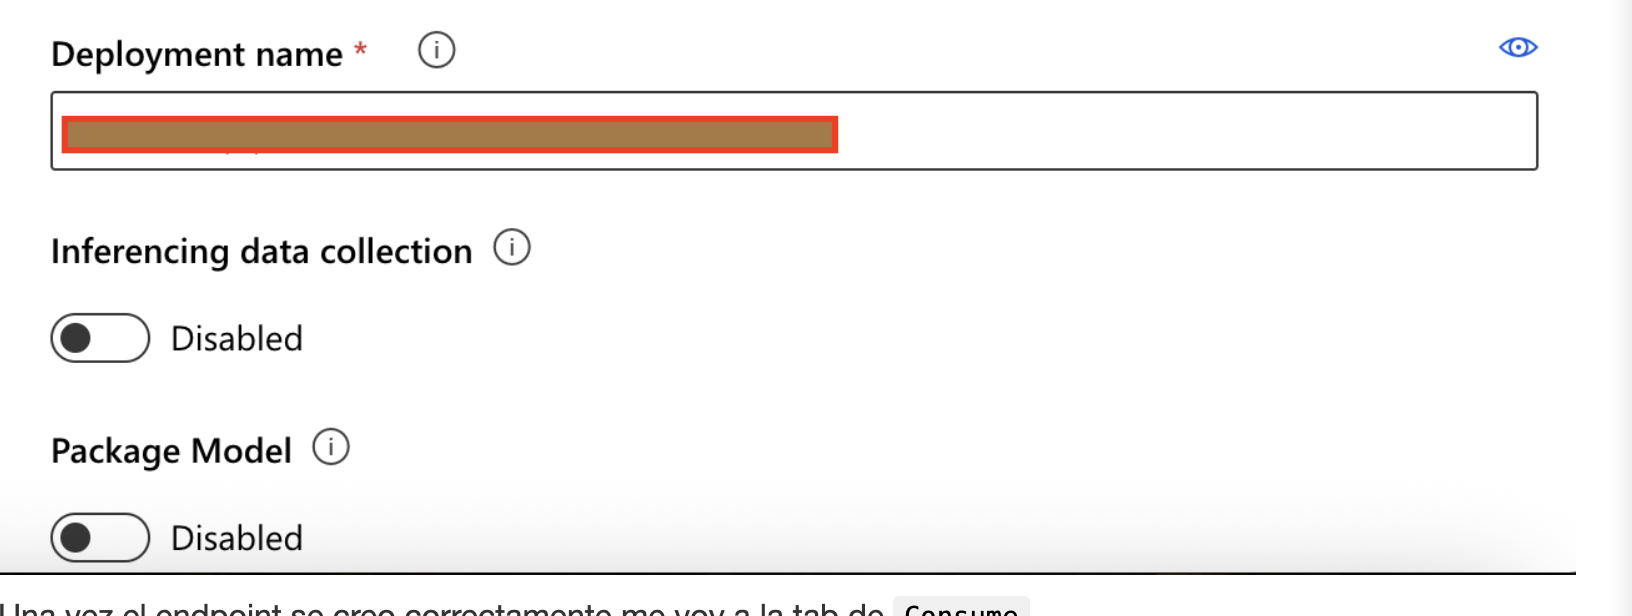 Deployment name *
Inferencing data collection
Disabled
Package Model
Disabled
Una vez el endpoint se creo correctamente me voy a la tab de Consume